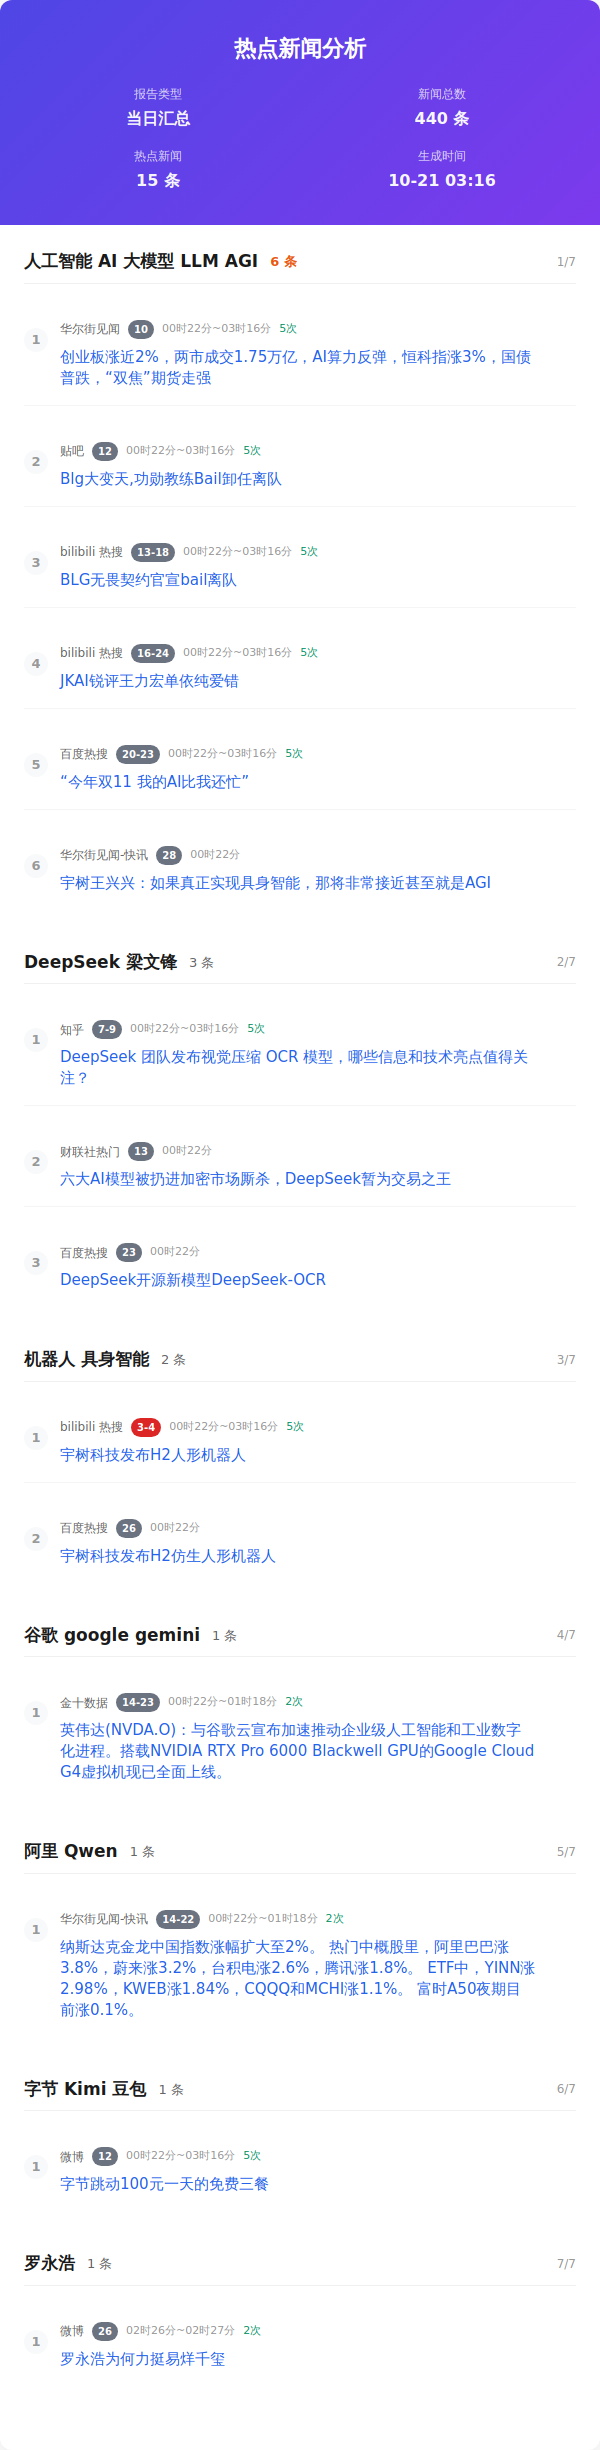 热点新闻分析
报告类型
新闻总数
当日汇总
440 条
热点新闻
生成时间
15 条
10-21 03:16
人工智能 AI 大模型 LLM AGI 6 条 1/7
1
华尔街见闻 10 00时22分~03时16分 5次
创业板涨近2%，两市成交1.75万亿，AI算力反弹，恒科指涨3%，国债
普跌，“双焦”期货走强
2
贴吧 12 00时22分~03时16分 5次
Blg大变天,功勋教练Bail卸任离队
3
bilibili 热搜 13-18 00时22分~03时16分 5次
BLG无畏契约官宣bail离队
4
bilibili 热搜 16-24 00时22分~03时16分 5次
JKAI锐评王力宏单依纯爱错
5
百度热搜 20-23 00时22分~03时16分 5次
“今年双11 我的AI比我还忙”
6
华尔街见闻-快讯 28 00时22分
宇树王兴兴：如果真正实现具身智能，那将非常接近甚至就是AGI
DeepSeek 梁文锋 3 条 2/7
1
知乎 7-9 00时22分~03时16分 5次
DeepSeek 团队发布视觉压缩 OCR 模型，哪些信息和技术亮点值得关
注？
2
财联社热门 13 00时22分
六大AI模型被扔进加密市场厮杀，DeepSeek暂为交易之王
3
百度热搜 23 00时22分
DeepSeek开源新模型DeepSeek-OCR
机器人 具身智能 2 条 3/7
1
bilibili 热搜 3-4 00时22分~03时16分 5次
宇树科技发布H2人形机器人
2
百度热搜 26 00时22分
宇树科技发布H2仿生人形机器人
谷歌 google gemini 1 条 4/7
1
金十数据 14-23 00时22分~01时18分 2次
英伟达(NVDA.O)：与谷歌云宣布加速推动企业级人工智能和工业数字
化进程。搭载NVIDIA RTX Pro 6000 Blackwell GPU的Google Cloud
G4虚拟机现已全面上线。
阿里 Qwen 1 条 5/7
1
华尔街见闻-快讯 14-22 00时22分~01时18分 2次
纳斯达克金龙中国指数涨幅扩大至2%。 热门中概股里，阿里巴巴涨
3.8%，蔚来涨3.2%，台积电涨2.6%，腾讯涨1.8%。 ETF中，YINN涨
2.98%，KWEB涨1.84%，CQQQ和MCHI涨1.1%。 富时A50夜期目
前涨0.1%。
字节 Kimi 豆包 1 条 6/7
1
微博 12 00时22分~03时16分 5次
字节跳动100元一天的免费三餐
罗永浩 1 条 7/7
1
微博 26 02时26分~02时27分 2次
罗永浩为何力挺易烊千玺